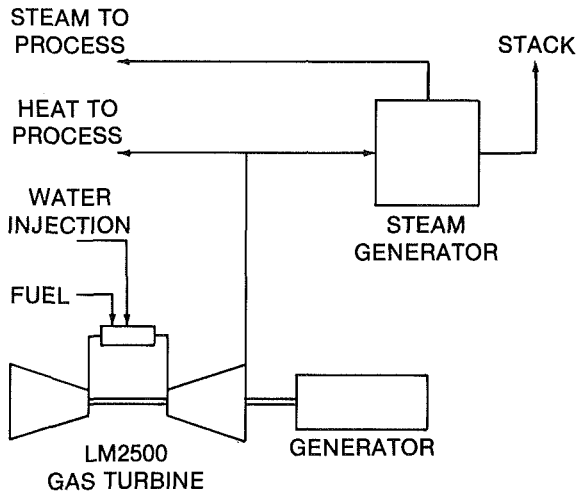 STEAM TO
PROCESS
STACK
HEAT TO
PROCESS
WATER
INJECTION
STEAM
GENERATOR
FUEL
LM2500
GAS TURBINE
GENERATOR